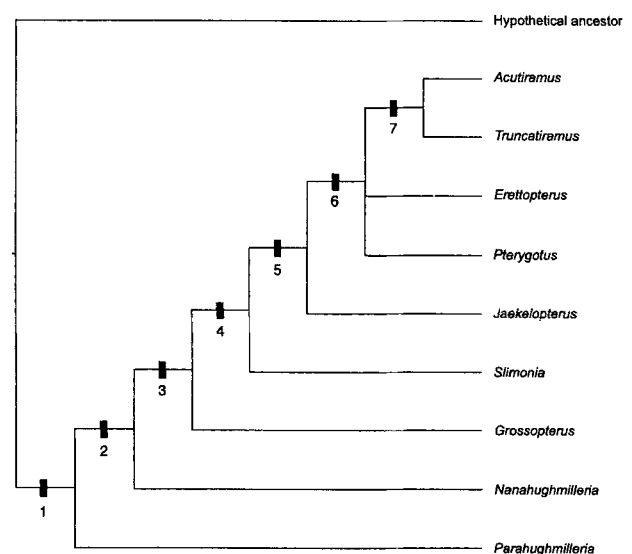 Hypothetical ancestor
Acutiramus
7
Truncatiramus
6
Erettopterus
5
Pterygotus
4
Jaekelopterus
3
Slimonia
2
Grossopterus
1
Nanahughmilleria
Parahughmilleria